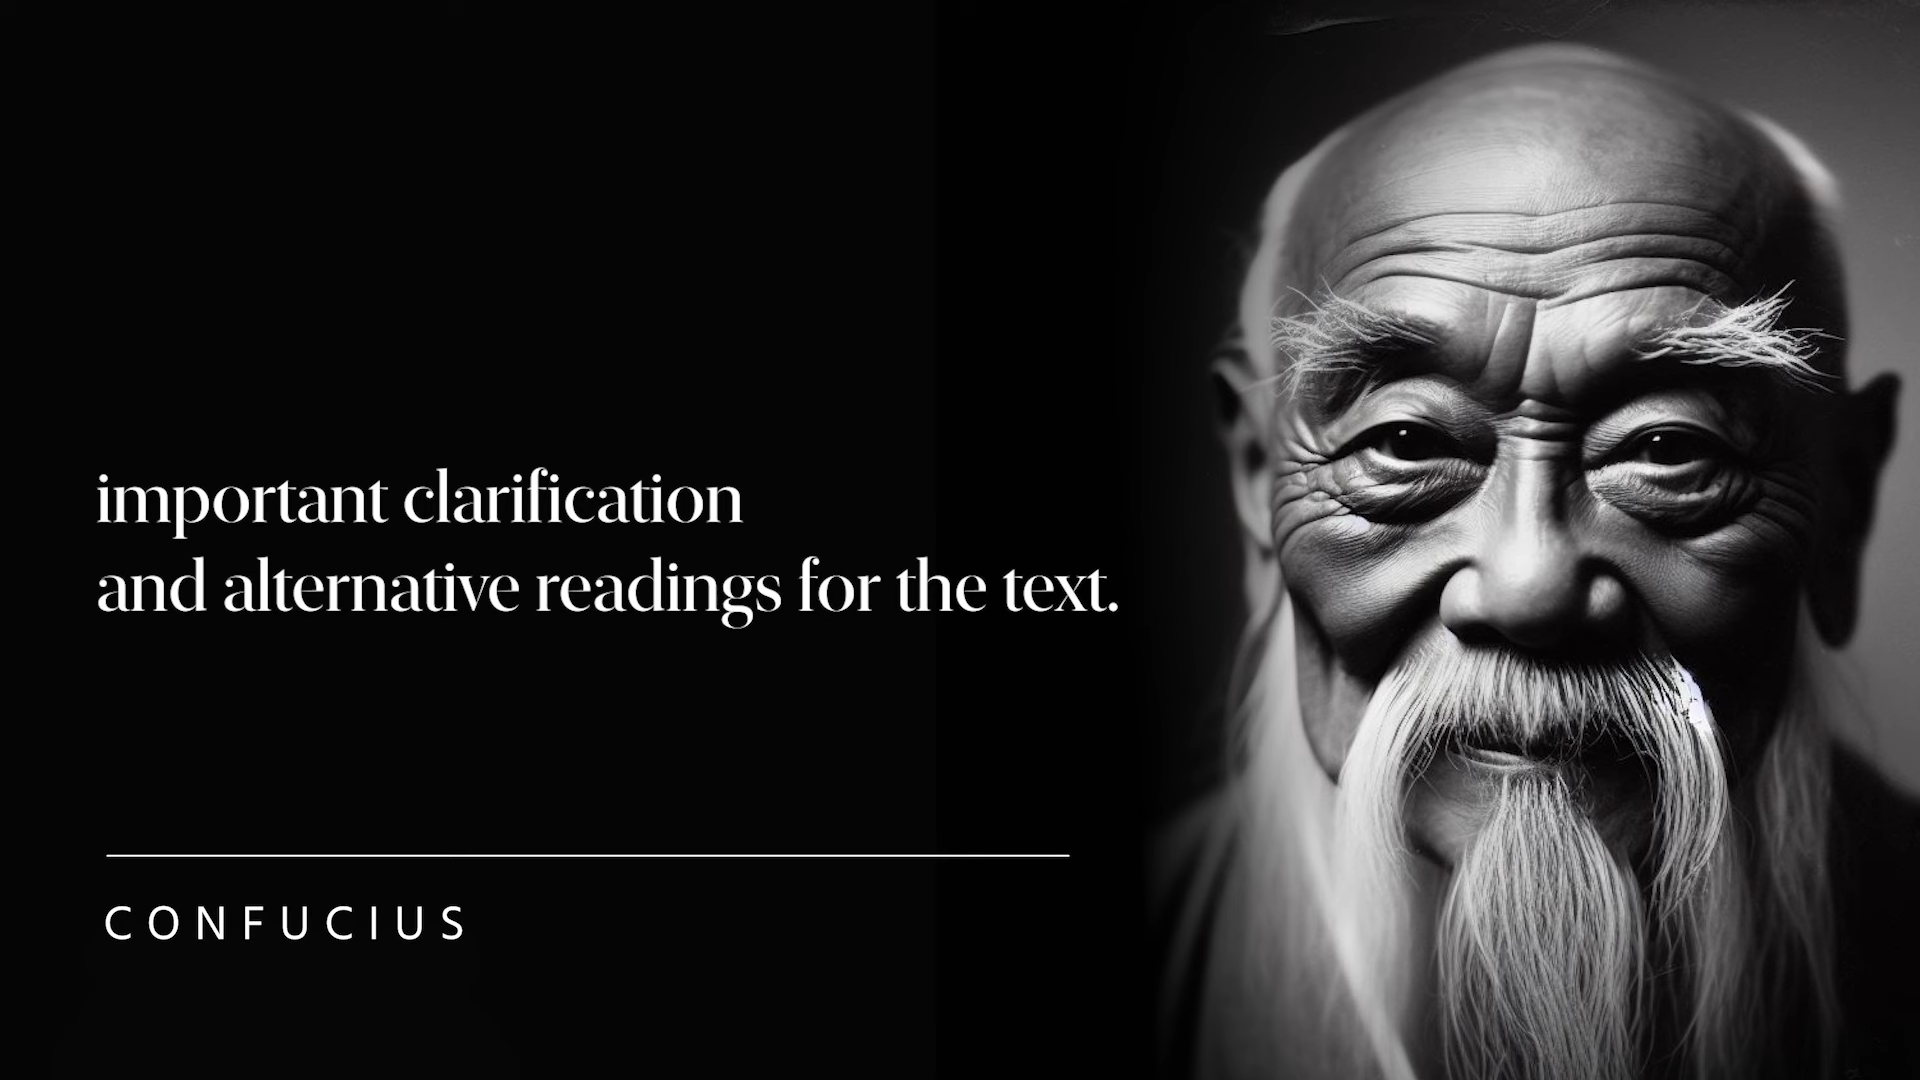 important clarification
and alternative readings for the text.
CONFUCIUS